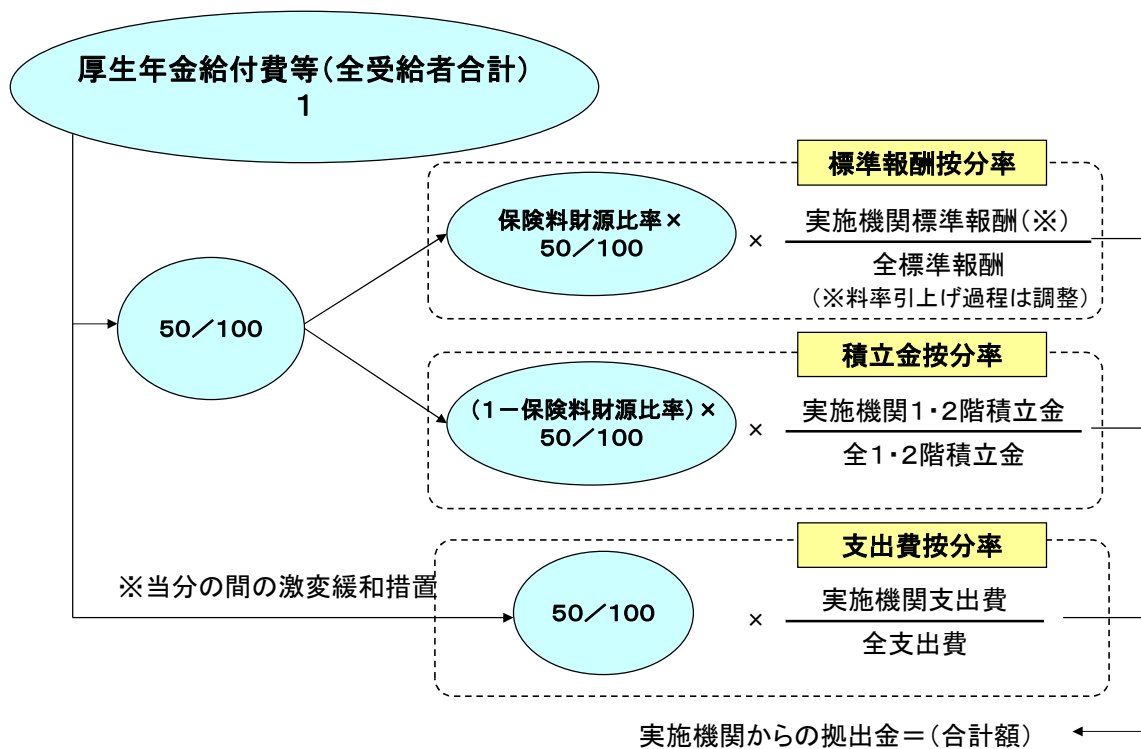 厚生年金給付費等(全受給者合計)
1
標準報酬按分率
保険料財源比率×
50/100
×
実施機関標準報酬(※)
全標準報酬
(※料率引上げ過程は調整)
50/100
積立金按分率
(1-保険料財源比率)×
50/100
×
実施機関1・2階積立金
全1・2階積立金
支出費按分率
※当分の間の激変緩和措置
50/100
×
実施機関支出費
全支出費
実施機関からの拠出金=(合計額)